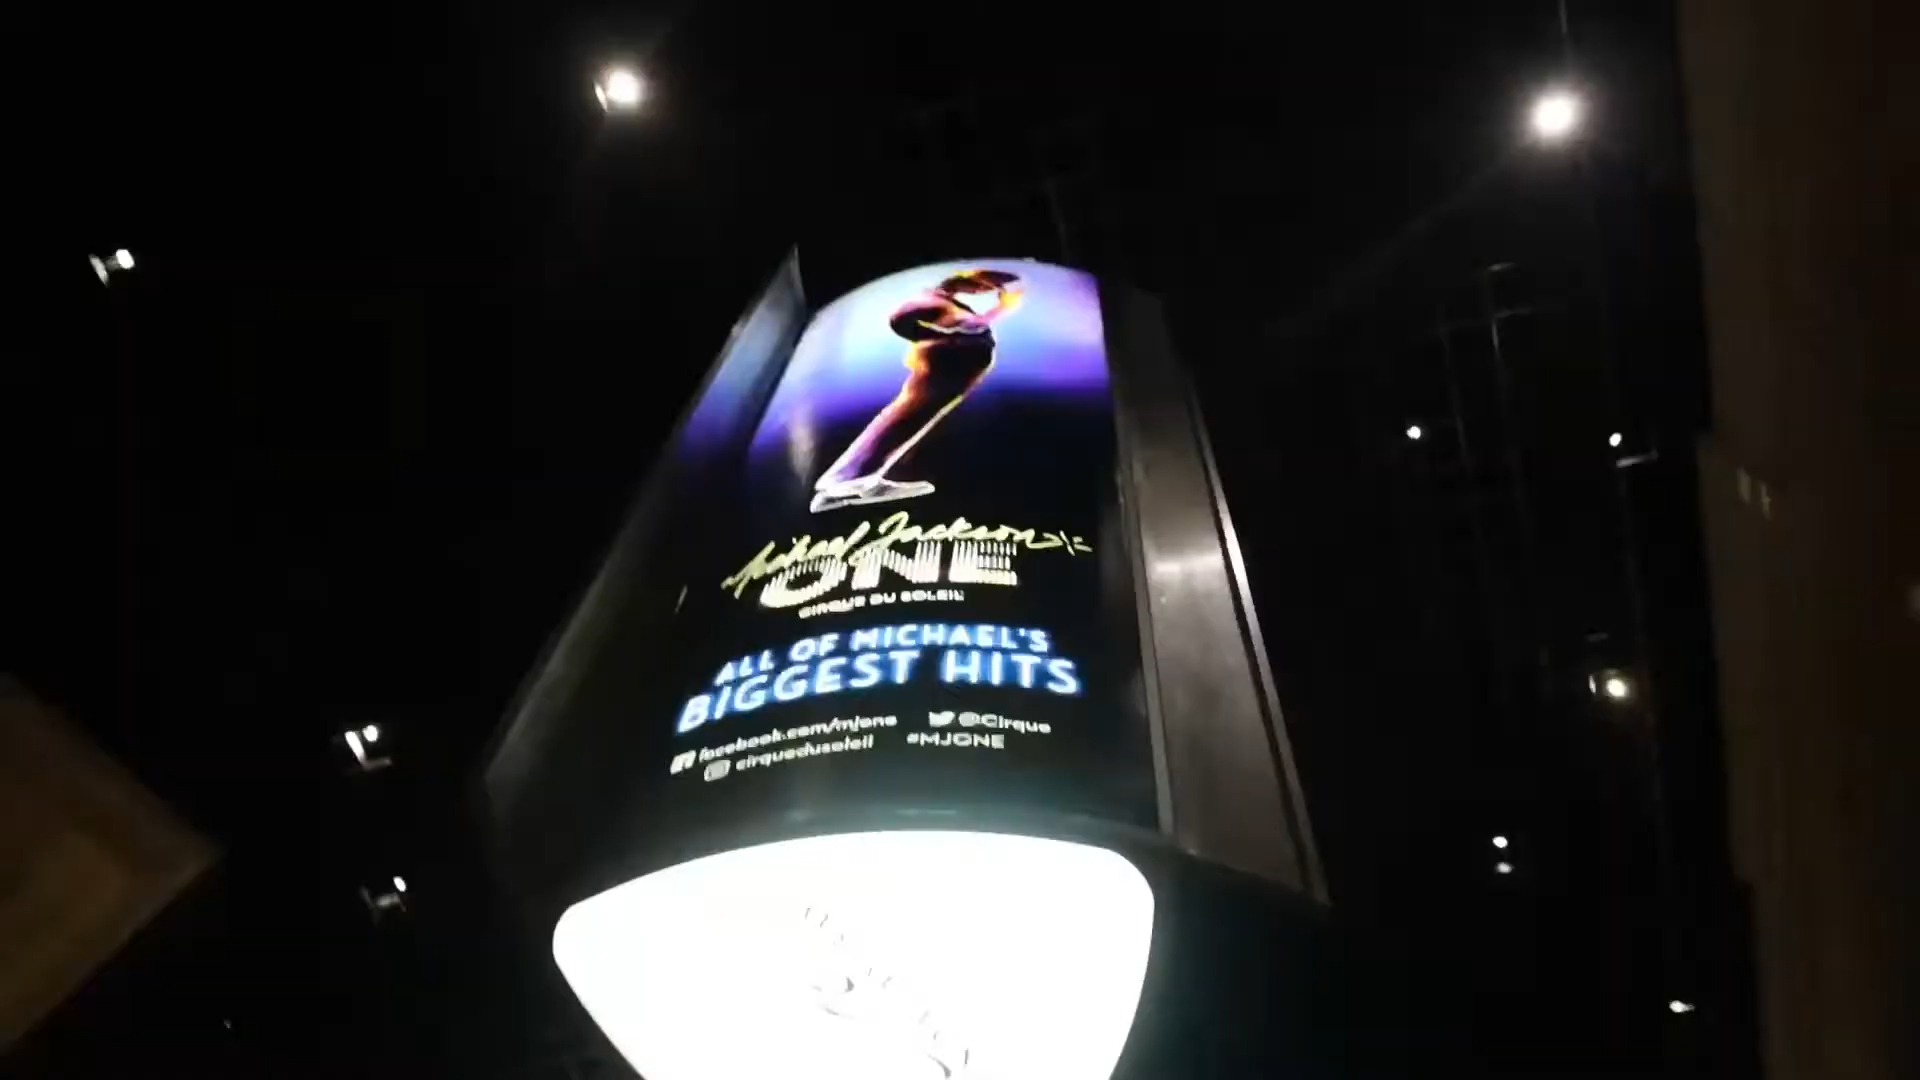 Michael Jackson
ONE
CIRQUE DU SOLEIL
ALL OF MICHAEL'S
BIGGEST HITS
facebook.com/mjone @Cirque
cirquedusoleil #MJONE